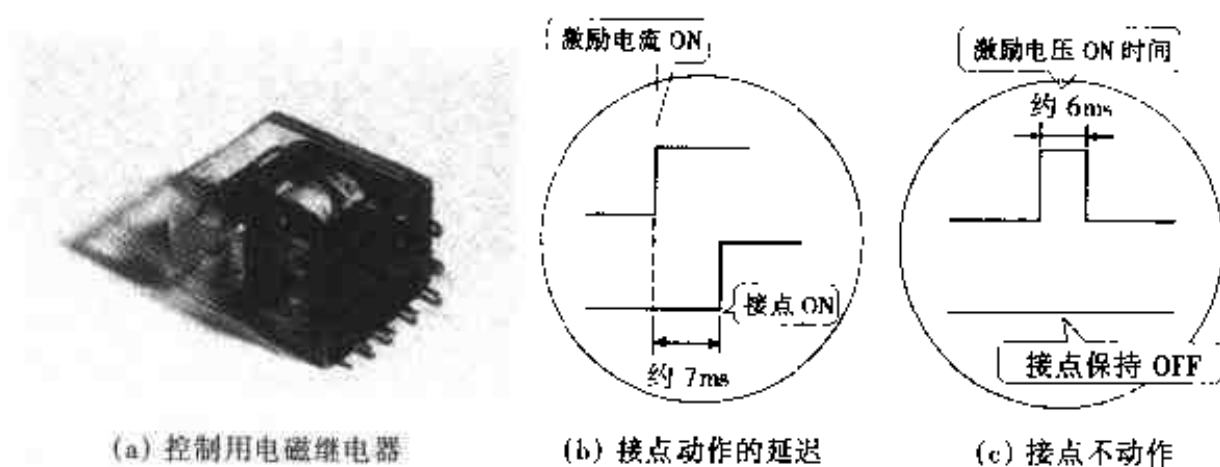 激励电流 ON
激励电压 ON 时间
约 6ms
接点 ON
约 7ms
接点保持 OFF
(a) 控制用电磁继电器
(b) 接点动作的延迟
(c) 接点不动作